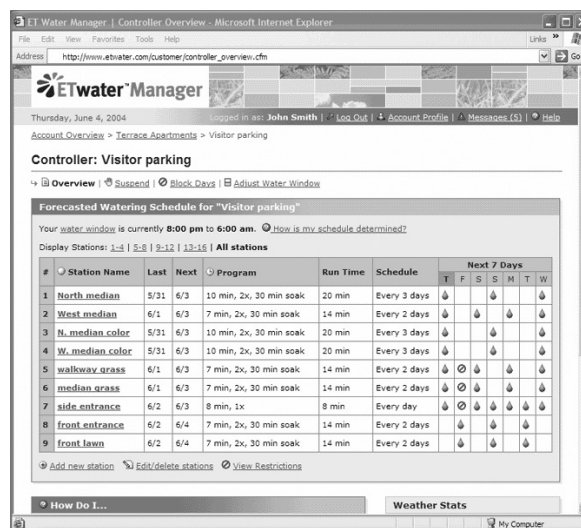 ET Water Manager | Controller Overview - Microsoft Internet Explorer
File Edit View Favorites Tools Help Links »
Address http://www.etwater.com/customer/controller_overview.cfm Go
ETwater Manager
Thursday, June 4, 2004 Logged in as: John Smith | Log Out | Account Profile | Messages (5) | Help
Account Overview > Terrace Apartments > Visitor parking
Controller: Visitor parking
Overview | Suspend | Block Days | Adjust Water Window
Forecasted Watering Schedule for "Visitor parking"
Your water window is currently 8:00 pm to 6:00 am. How is my schedule determined?
Display Stations: 1-4 | 5-8 | 9-12 | 13-16 | All stations
# Station Name Last Next Program Run Time Schedule Next 7 Days
T F S S M T W
1 North median 5/31 6/3 10 min, 2x, 30 min soak 20 min Every 3 days
2 West median 6/1 6/3 7 min, 2x, 30 min soak 14 min Every 2 days
3 N. median color 5/31 6/3 10 min, 2x, 30 min soak 20 min Every 3 days
4 W. median color 5/31 6/3 10 min, 2x, 30 min soak 20 min Every 3 days
5 walkway grass 6/1 6/3 7 min, 2x, 30 min soak 14 min Every 2 days
6 median grass 6/1 6/3 7 min, 2x, 30 min soak 14 min Every 2 days
7 side entrance 6/2 6/3 8 min, 1x 8 min Every day
8 front entrance 6/2 6/4 7 min, 2x, 30 min soak 14 min Every 2 days
9 front lawn 6/2 6/4 7 min, 2x, 30 min soak 14 min Every 2 days
Add new station Edit/delete stations View Restrictions
How Do I... Weather Stats
My Computer